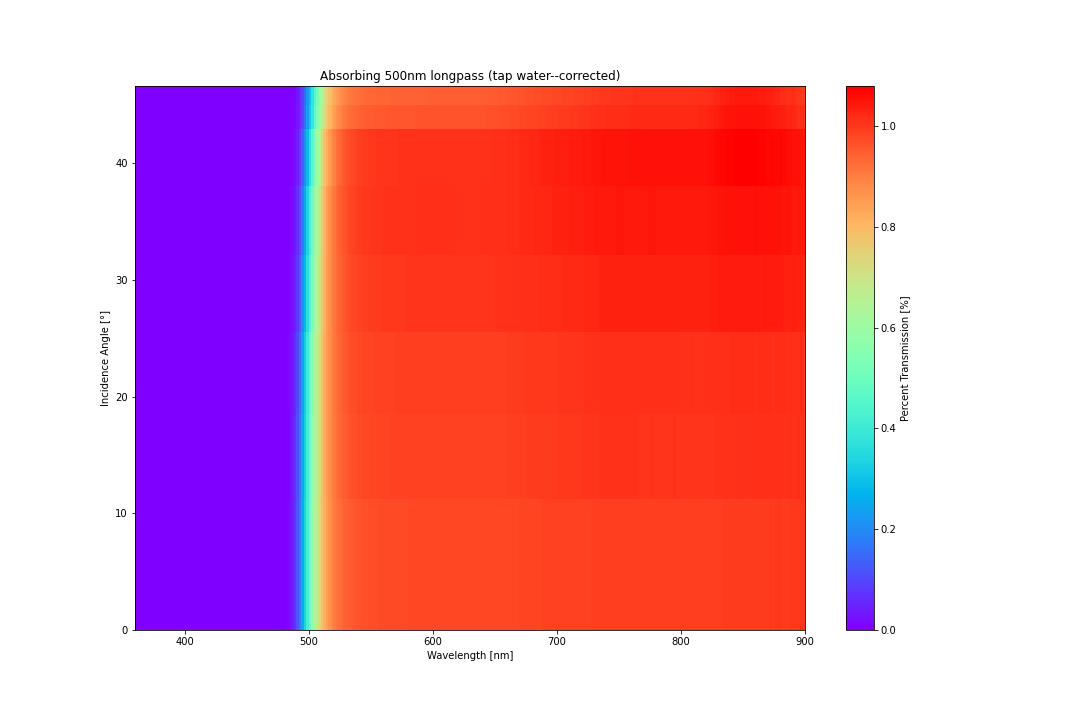 Absorbing 500nm longpass (tap water--corrected)
40
30
20
10
0
Incidence Angle [°]
400 500 600 700 800 900
Wavelength [nm]
1.0
0.8
0.6
0.4
0.2
0.0
Percent Transmission [%]